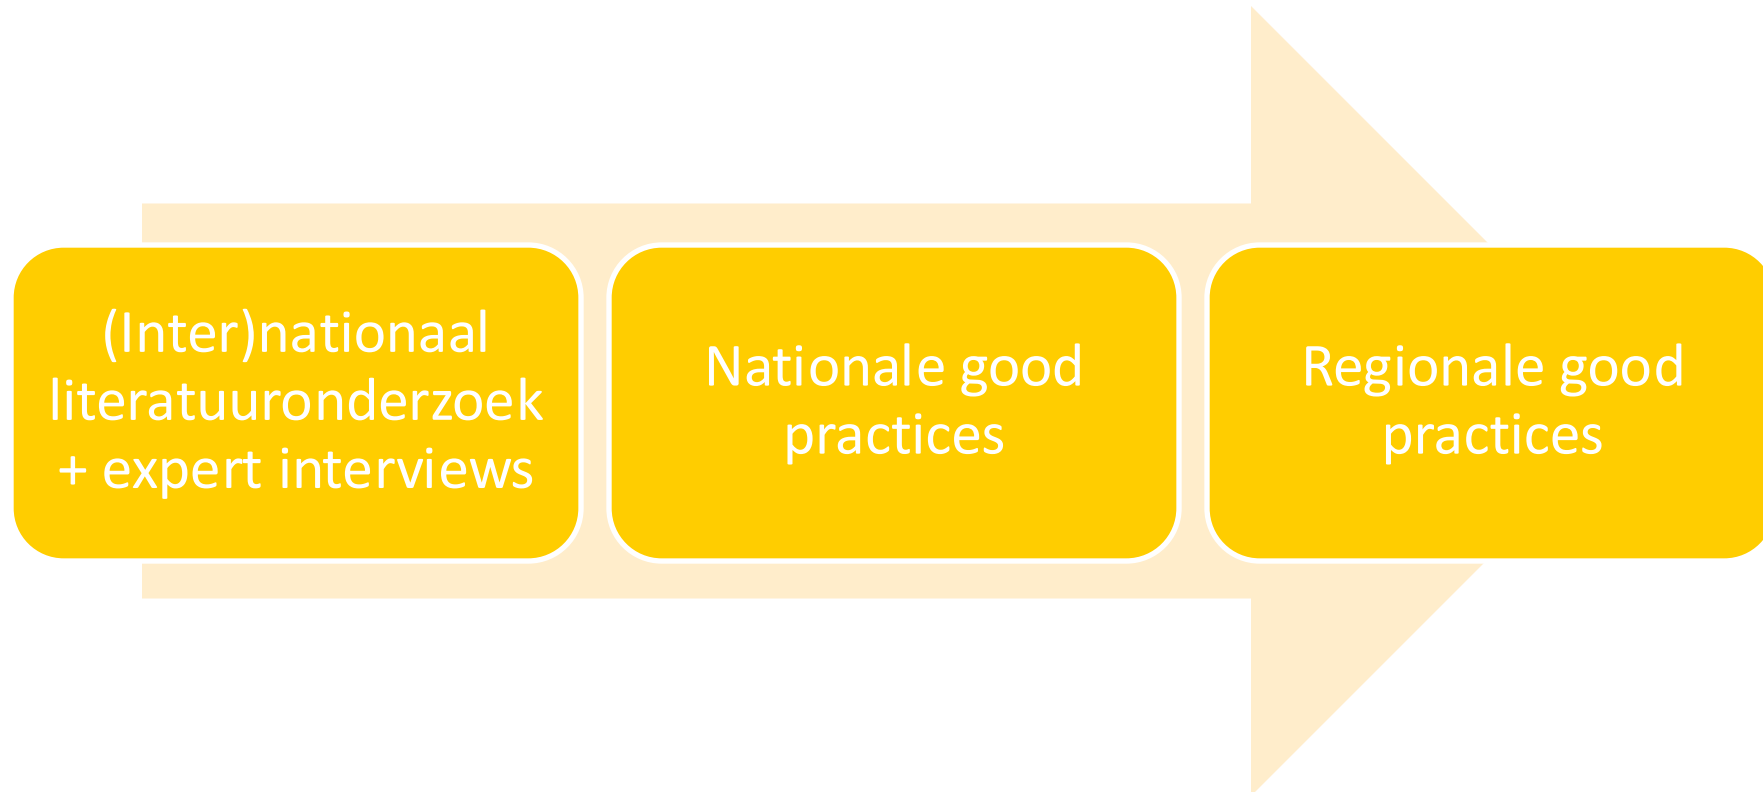 (Inter)nationaal
literatuuronderzoek
+ expert interviews
Nationale good
practices
Regionale good
practices